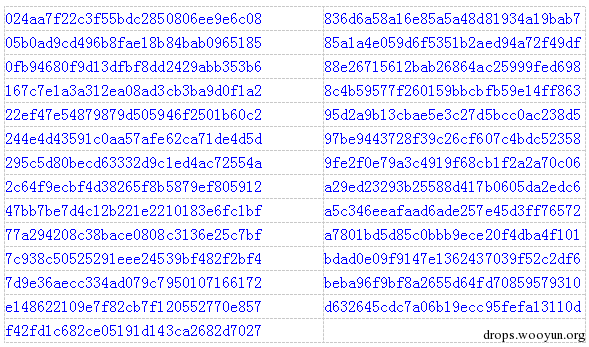 024aa7f22c3f55bdc2850806ee9e6c08 836d6a58a16e85a5a48d81934a19bab7
05b0ad9cd496b8fae18b84bab0965185 85a1a4e059d6f5351b2aed94a72f49df
0fb94680f9d13dfbf8dd2429abb353b6 88e26715612bab26864ac25999fed698
167c7e1a3a312ea08ad3cb3ba9d0f1a2 8c4b59577f260159bbcbfb59e14ff863
22ef47e54879879d505946f2501b60c2 95d2a9b13cbae5e3c27d5bcc0ac238d5
244e4d43591c0aa57afe62ca71de4d5d 97be9443728f39c26cf607c4bdc52358
295c5d80becd63332d9c1ed4ac72554a 9fe2f0e79a3c4919f68cb1f2a2a70c06
2c64f9ecbf4d38265f8b5879ef805912 a29ed23293b25588d417b0605da2edc6
47bb7be7d4c12b221e2210183e6fc1bf a5c346eeafaad6ade257e45d3ff76572
77a294208c38bace0808c3136e25c7bf a7801bd5d85c0bbb9ece20f4dba4f101
7c938c50525291eee24539bf482f2bf4 bdad0e09f9147e1362437039f52c2df6
7d9e36aecc334ad079c7950107166172 beba96f9bf8a2655d64fd70859579310
e148622109e7f82cb7f120552770e857 d632645cdc7a06b19ecc95fefa13110d
f42fd1c682ce05191d143ca2682d7027
drops.wooyun.org